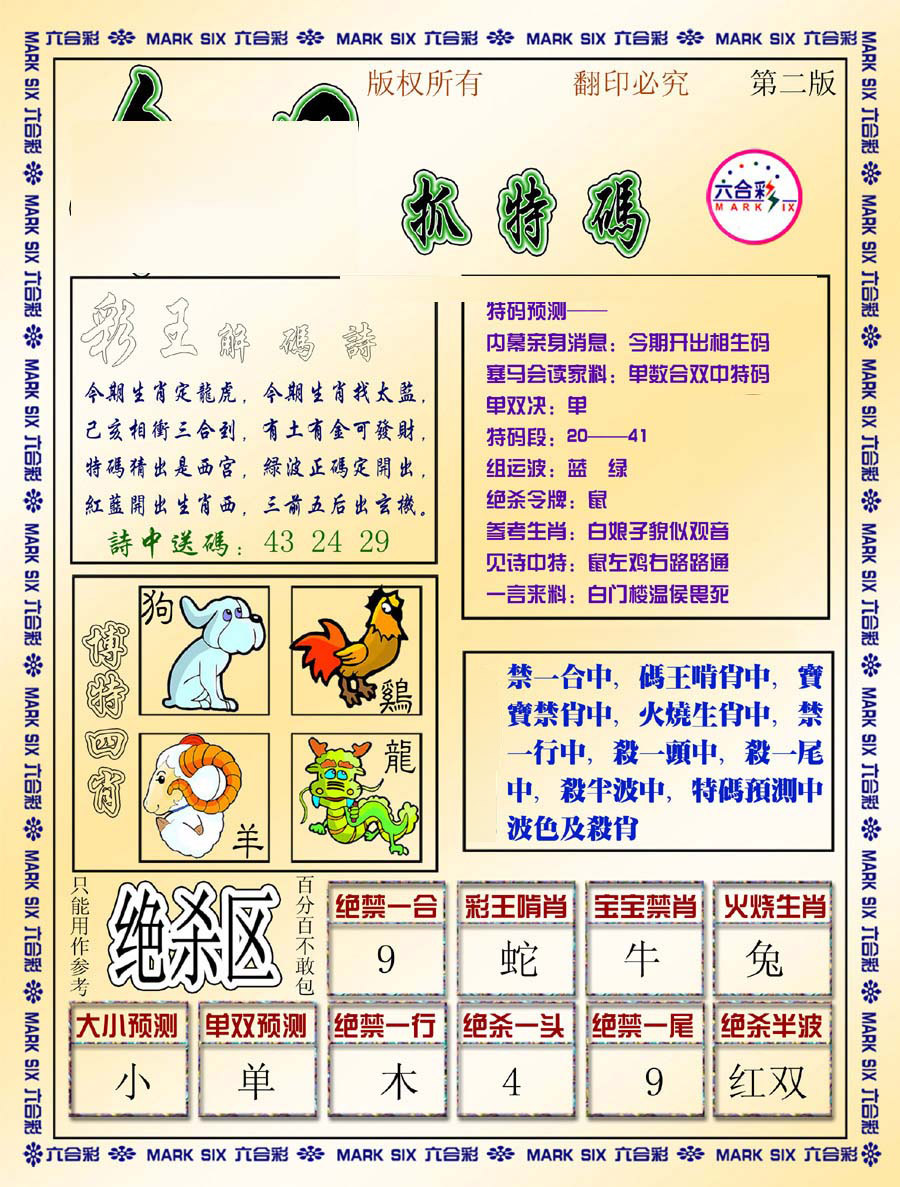 六合彩 MARK SIX 六合彩 MARK SIX 六合彩 MARK SIX 六合彩 MARK SIX 六合彩
版权所有 翻印必究 第二版
抓特碼
六合彩
MARK SIX
彩王解碼詩
今期生肖定龍虎，今期生肖找太藍，
己亥相衝三合到，有土有金可發財，
特碼猜出是西宮，綠波正碼定開出，
紅藍開出生肖西，三前五后出玄機。
詩中送碼：43 24 29
特码预测——
内幕亲身消息：今期开出相生码
塞马会读家料：单数合双中特码
单双决：单
特码段：20——41
组运波：蓝 绿
绝杀令牌：鼠
参考生肖：白娘子貌似观音
见诗中特：鼠左鸡右路路通
一言来料：白门楼温侯畏死
博特四肖
狗
鷄
羊
龍
禁一合中，碼王啃肖中，寶
寶禁肖中，火燒生肖中，禁
一行中，殺一頭中，殺一尾
中，殺半波中，特碼預測中
波色及殺肖
只能用作参考
绝杀区
百分百不敢包
绝禁一合 彩王啃肖 宝宝禁肖 火烧生肖
9 蛇 牛 兔
大小预测 单双预测 绝禁一行 绝杀一头 绝禁一尾 绝杀半波
小 单 木 4 9 红双
六合彩 MARK SIX 六合彩 MARK SIX 六合彩 MARK SIX 六合彩 MARK SIX 六合彩